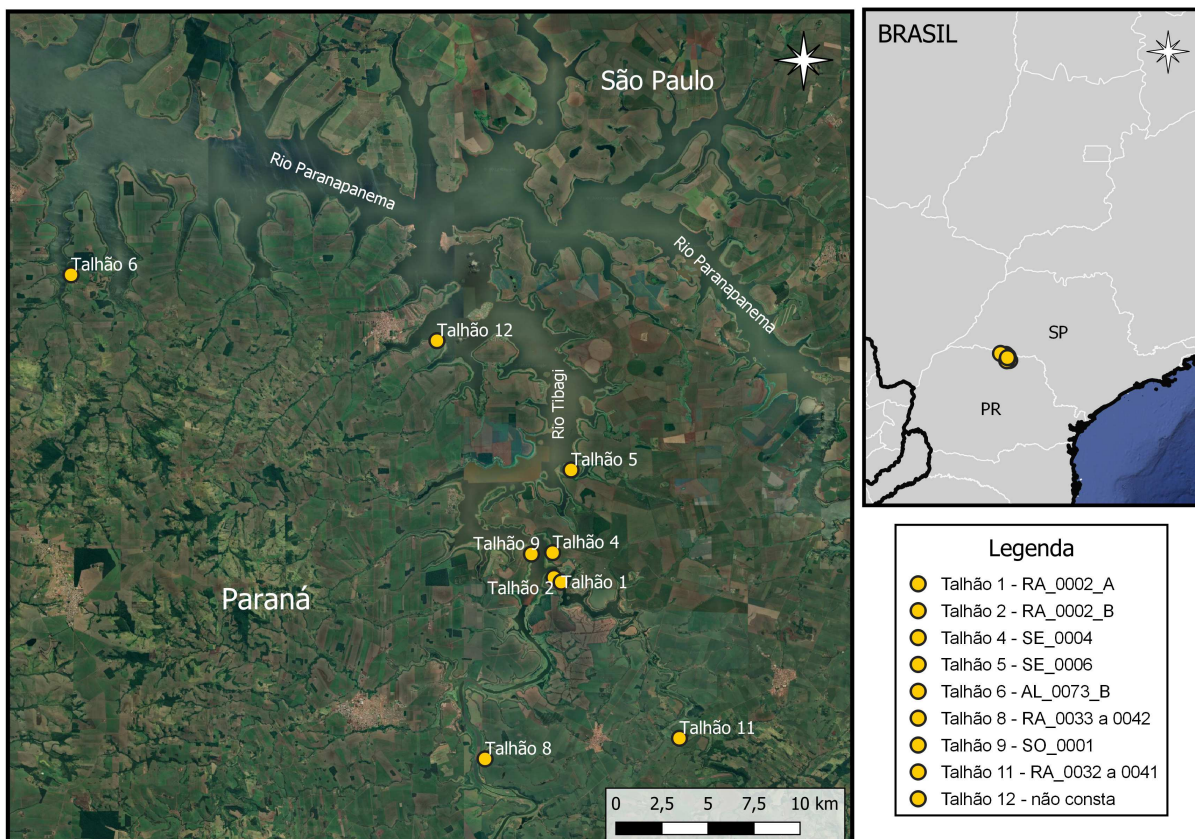 São Paulo
Rio Paranapanema
Rio Paranapanema
Talhão 6
Talhão 12
Rio Tibagi
Talhão 5
Talhão 9
Talhão 4
Talhão 2
Talhão 1
Paraná
Talhão 11
Talhão 8
0 2,5 5 7,5 10 km
BRASIL
SP
PR
Legenda
Talhão 1 - RA_0002_A
Talhão 2 - RA_0002_B
Talhão 4 - SE_0004
Talhão 5 - SE_0006
Talhão 6 - AL_0073_B
Talhão 8 - RA_0033 a 0042
Talhão 9 - SO_0001
Talhão 11 - RA_0032 a 0041
Talhão 12 - não consta